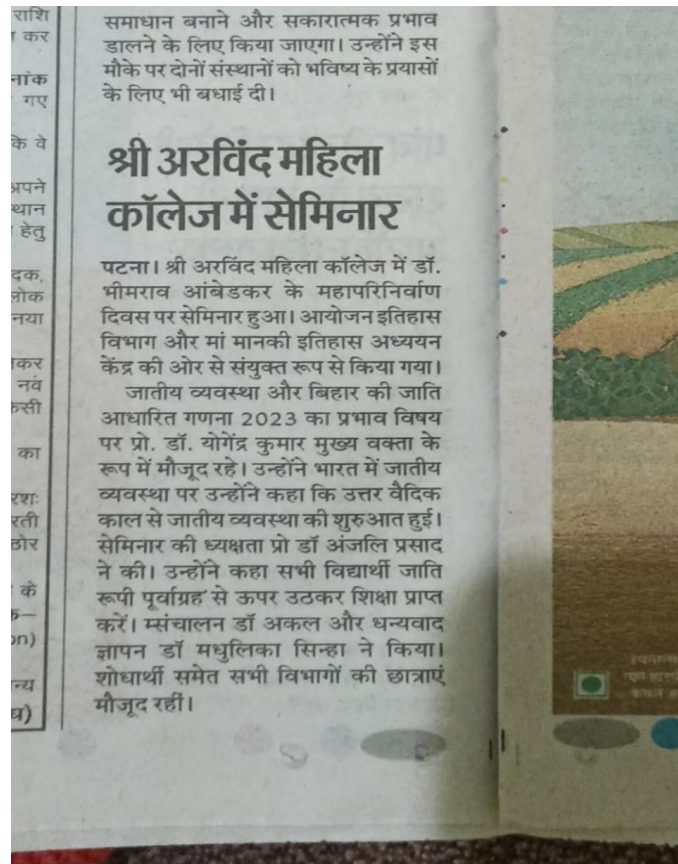 राशि
कर
नांक
गए
के वे
अपने
थान
हेतु
दक,
लोक
नया
कर
नवं
का
रशः
रती
ठौर
के
on)
न्य
समाधान बनाने और सकारात्मक प्रभाव
डालने के लिए किया जाएगा। उन्होंने इस
मौके पर दोनों संस्थानों को भविष्य के प्रयासों
के लिए भी बधाई दी।
श्री अरविंद महिला
कॉलेज में सेमिनार
पटना। श्री अरविंद महिला कॉलेज में डॉ.
भीमराव आंबेडकर के महापरिनिर्वाण
दिवस पर सेमिनार हुआ। आयोजन इतिहास
विभाग और मां मानकी इतिहास अध्ययन
केंद्र की ओर से संयुक्त रूप से किया गया।
जातीय व्यवस्था और बिहार की जाति
आधारित गणना 2023 का प्रभाव विषय
पर प्रो. डॉ. योगेंद्र कुमार मुख्य वक्ता के
रूप में मौजूद रहे। उन्होंने भारत में जातीय
व्यवस्था पर उन्होंने कहा कि उत्तर वैदिक
काल से जातीय व्यवस्था की शुरुआत हुई।
सेमिनार की ध्यक्षता प्रो डॉ अंजलि प्रसाद
ने की। उन्होंने कहा सभी विद्यार्थी जाति
रूपी पूर्वाग्रह से ऊपर उठकर शिक्षा प्राप्त
करें। म्संचालन डॉ अकल और धन्यवाद
ज्ञापन डॉ मधुलिका सिन्हा ने किया।
शोधार्थी समेत सभी विभागों की छात्राएं
मौजूद रहीं।